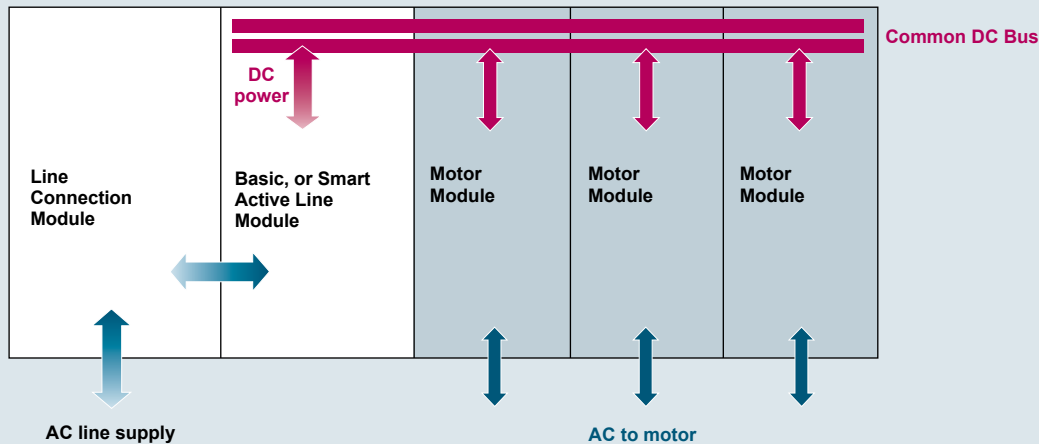 Common DC Bus
DC
power
Line
Connection
Module
Basic, or Smart
Active Line
Module
Motor
Module
Motor
Module
Motor
Module
AC line supply
AC to motor